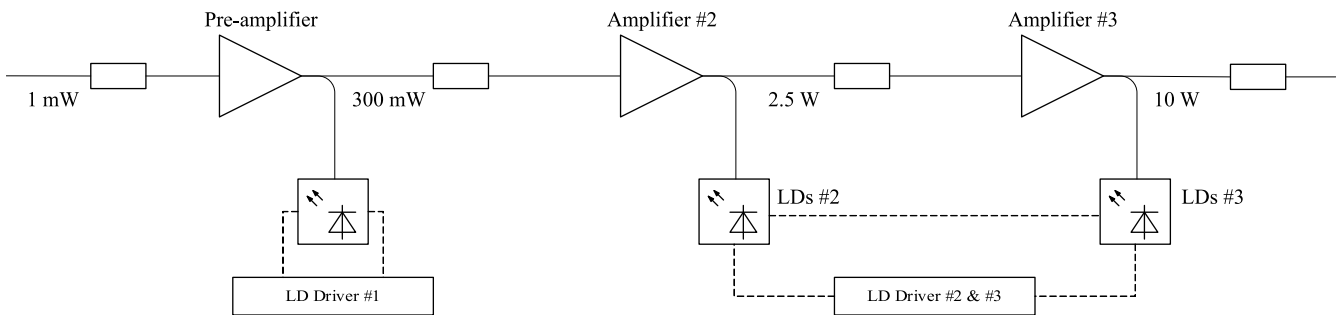 Pre-amplifier
Amplifier #2
Amplifier #3
1 mW
300 mW
2.5 W
10 W
LDs #2
LDs #3
LD Driver #1
LD Driver #2 & #3